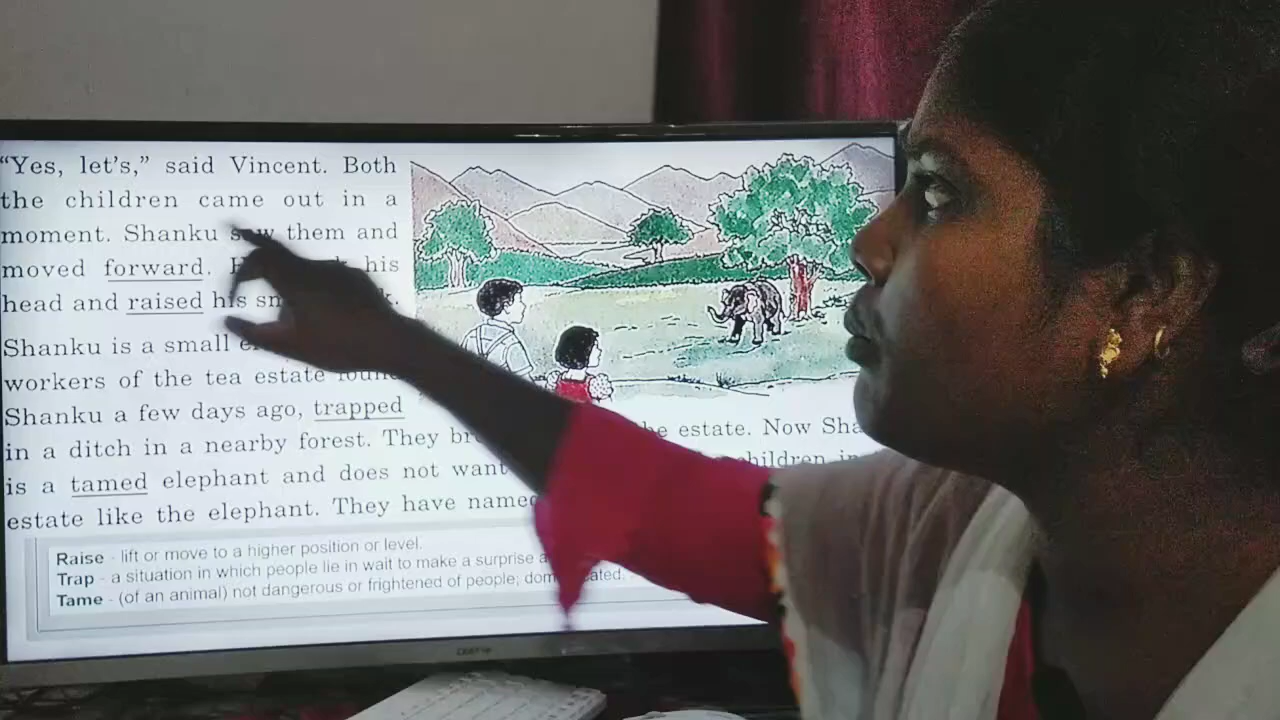 “Yes, let’s,” said Vincent. Both
the children came out in a
moment. Shanku saw them and
moved forward. his
head and raised his
Shanku is a small
workers of the tea estate found
Shanku a few days ago, trapped
in a ditch in a nearby forest. They the estate. Now
is a tamed elephant and does not want children
estate like the elephant. They have named
Raise - lift or move to a higher position or level.
Trap - a situation in which people lie in wait to make a surprise
Tame - (of an animal) not dangerous or frightened of people; domesticated.